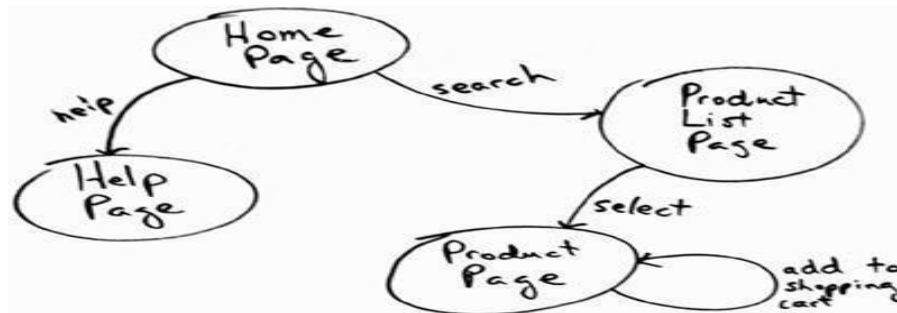 Home
Page
help
search
Product
List
Page
Help
Page
select
Product
Page
add to
shopping
cart